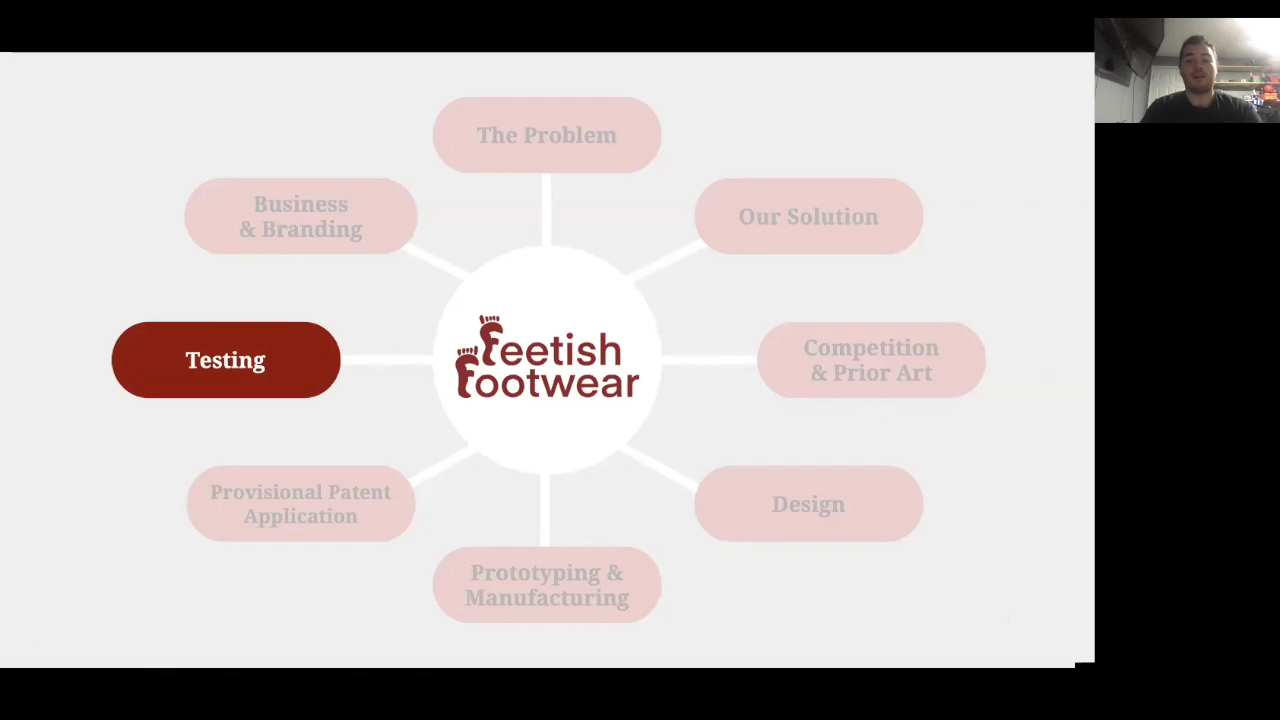 The Problem
Business
& Branding
Our Solution
Feetish
Footwear
Testing
Competition
& Prior Art
Provisional Patent
Application
Design
Prototyping &
Manufacturing